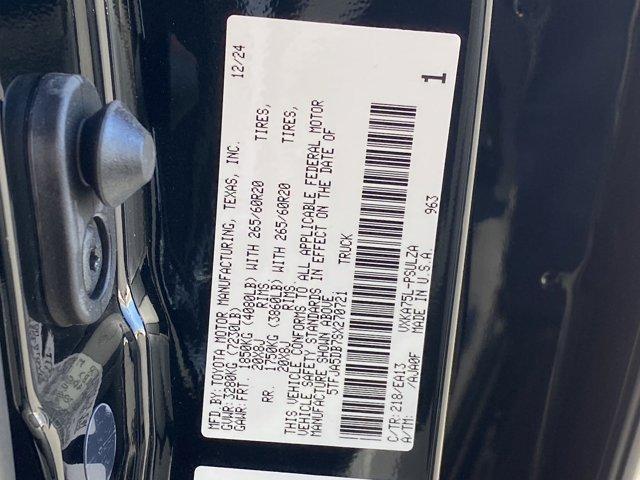 MFD.BY: TOYOTA MOTOR MANUFACTURING, TEXAS, INC. 12/24
GVWR: 3280KG (7230LB)
GAWR: FRT. 1850KG (4080LB) WITH 265/60R20 TIRES,
20X8J RIMS,
RR. 1750KG (3860LB) WITH 265/60R20 TIRES,
20X8J RIMS,
THIS VEHICLE CONFORMS TO ALL APPLICABLE FEDERAL MOTOR
VEHICLE SAFETY STANDARDS IN EFFECT ON THE DATE OF
MANUFACTURE SHOWN ABOVE.
5TFJA5DB7SX270721 TRUCK
1
C/TR: 218/EA13 VXKA75L-PSULZA 963
A/TM: /AJA0F MADE IN U.S.A.